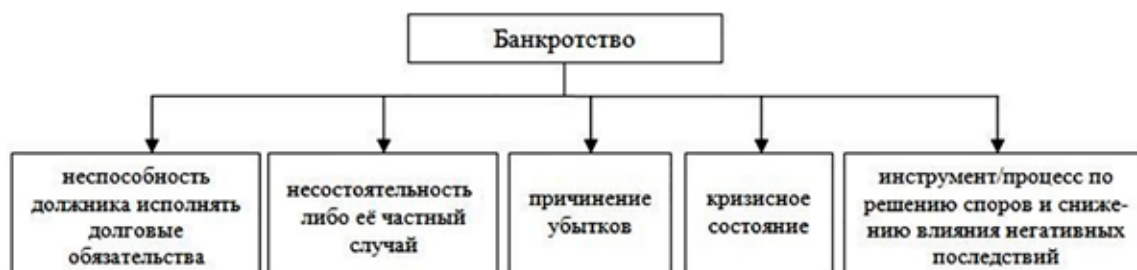 Банкротство
неспособность
должника исполнять
долговые
обязательства
несостоятельность
либо её частный
случай
причинение
убытков
кризисное
состояние
инструмент/процесс по
решению споров и сниже-
нию влияния негативных
последствий